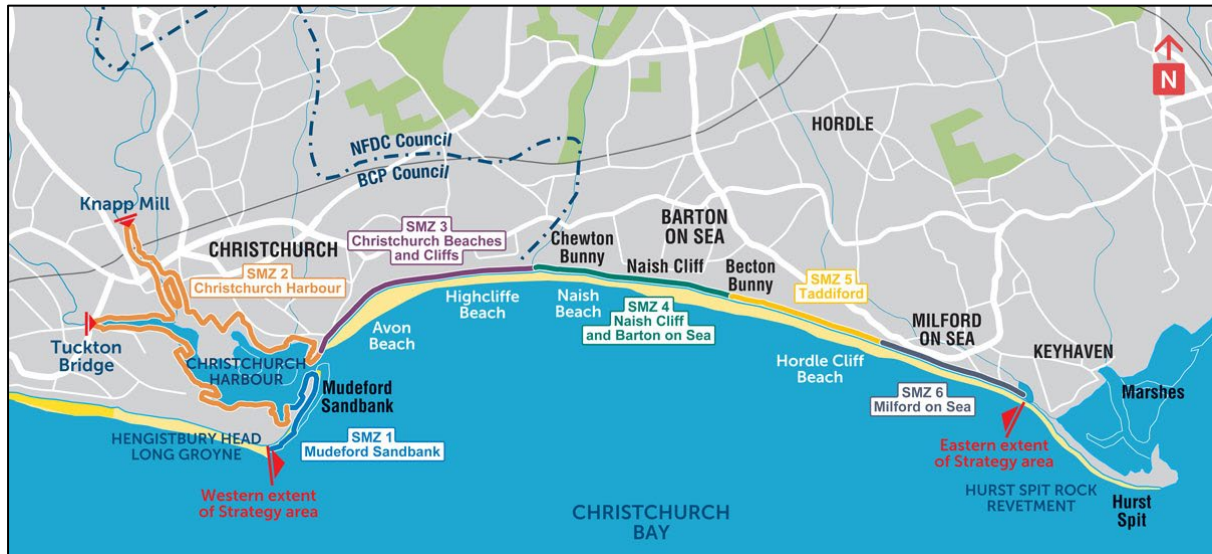 N
NFDC Council
BCP Council
HORDLE
Knapp Mill
CHRISTCHURCH
SMZ 3
Christchurch Beaches
and Cliffs
SMZ 2
Christchurch Harbour
Chewton
Bunny
BARTON
ON SEA
Naish Cliff
Becton
Bunny
SMZ 5
Taddiford
Highcliffe
Beach
Naish
Beach
SMZ 4
Naish Cliff
and Barton on Sea
Avon
Beach
Tuckton
Bridge
CHRISTCHURCH
HARBOUR
MILFORD
ON SEA
KEYHAVEN
Hordle Cliff
Beach
Mudeford
Sandbank
SMZ 6
Milford on Sea
Marshes
HENGISTBURY HEAD
LONG GROYNE
SMZ 1
Mudeford Sandbank
Eastern extent
of Strategy area
Western extent
of Strategy area
HURST SPIT ROCK
REVETMENT
Hurst
Spit
CHRISTCHURCH
BAY